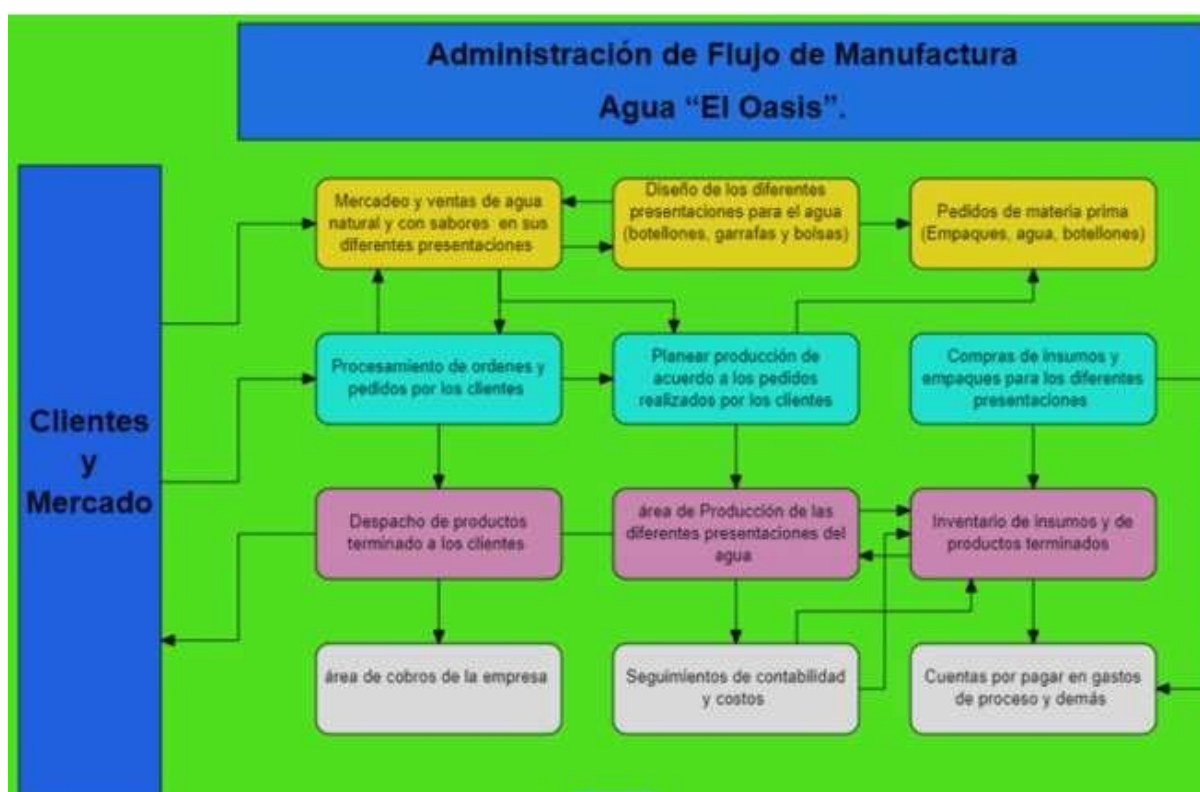 Administración de Flujo de Manufactura
Agua “El Oasis”.
Clientes
y
Mercado
Mercadeo y ventas de agua
natural y con sabores en sus
diferentes presentaciones
Diseño de los diferentes
presentaciones para el agua
(botellones, garrafas y bolsas)
Pedidos de materia prima
(Empaques, agua, botellones)
Procesamiento de ordenes y
pedidos por los clientes
Planear producción de
acuerdo a los pedidos
realizados por los clientes
Compras de insumos y
empaques para los diferentes
presentaciones
Despacho de productos
terminado a los clientes
área de Producción de las
diferentes presentaciones del
agua
Inventario de insumos y de
productos terminados
área de cobros de la empresa
Seguimientos de contabilidad
y costos
Cuentas por pagar en gastos
de proceso y demás